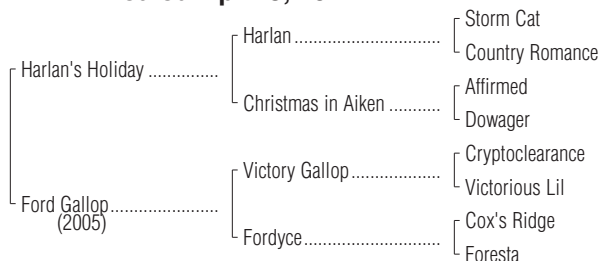 Storm Cat
Harlan
Country Romance
Harlan's Holiday
Affirmed
Christmas in Aiken
Dowager
Cryptoclearance
Victory Gallop
Victorious Lil
Ford Gallop
(2005)
Cox's Ridge
Fordyce
Foresta